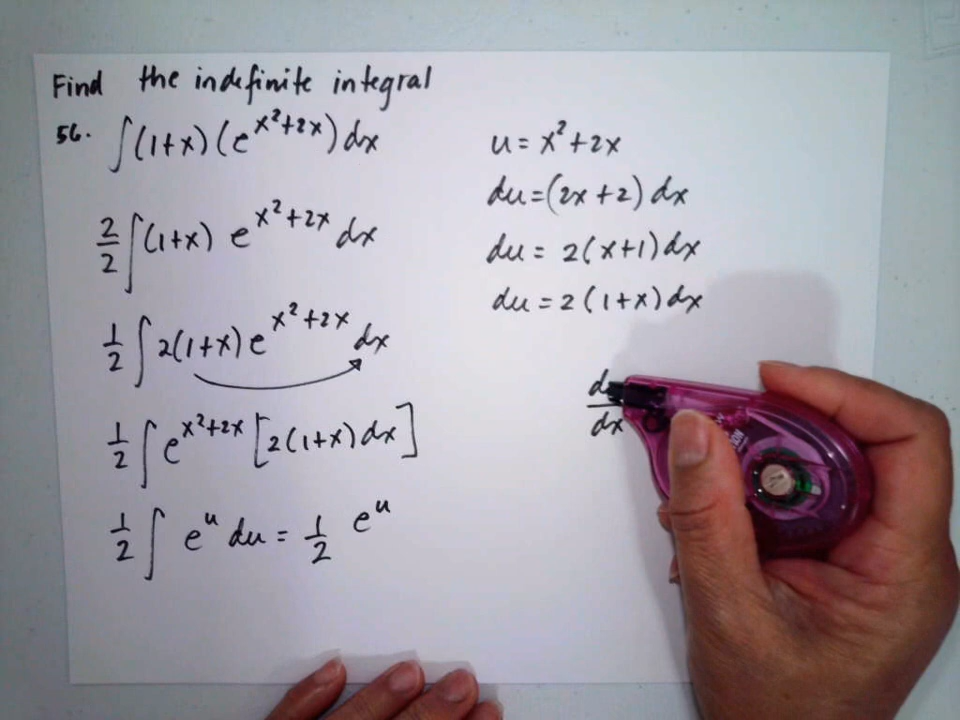 Find the indefinite integral
56. ∫(1+x)(e^{x²+2x})dx
2/2 ∫(1+x) e^{x²+2x} dx
1/2 ∫2(1+x)e^{x²+2x} dx
1/2 ∫e^{x²+2x}[2(1+x)dx]
1/2 ∫ e^u du = 1/2 e^u
u = x²+2x
du = (2x+2)dx
du = 2(x+1)dx
du = 2(1+x)dx
dx